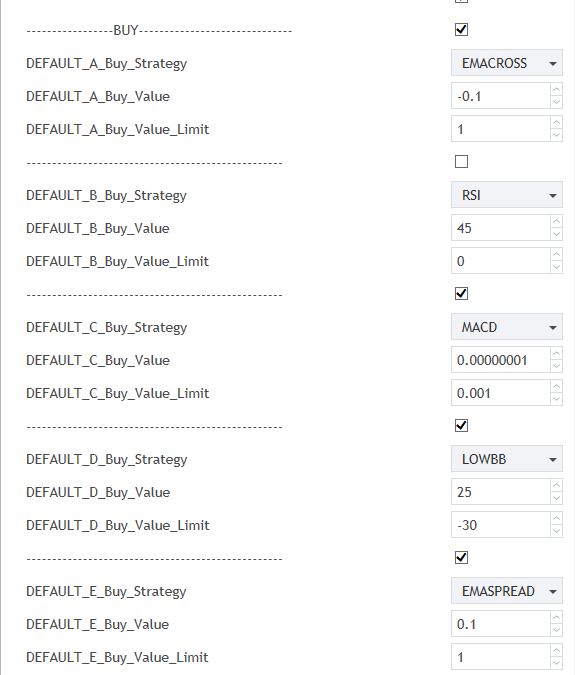 -----------------BUY------------------------------
DEFAULT_A_Buy_Strategy EMACROSS
DEFAULT_A_Buy_Value -0.1
DEFAULT_A_Buy_Value_Limit 1
--------------------------------------------------
DEFAULT_B_Buy_Strategy RSI
DEFAULT_B_Buy_Value 45
DEFAULT_B_Buy_Value_Limit 0
--------------------------------------------------
DEFAULT_C_Buy_Strategy MACD
DEFAULT_C_Buy_Value 0.00000001
DEFAULT_C_Buy_Value_Limit 0.001
--------------------------------------------------
DEFAULT_D_Buy_Strategy LOWBB
DEFAULT_D_Buy_Value 25
DEFAULT_D_Buy_Value_Limit -30
--------------------------------------------------
DEFAULT_E_Buy_Strategy EMASPREAD
DEFAULT_E_Buy_Value 0.1
DEFAULT_E_Buy_Value_Limit 1